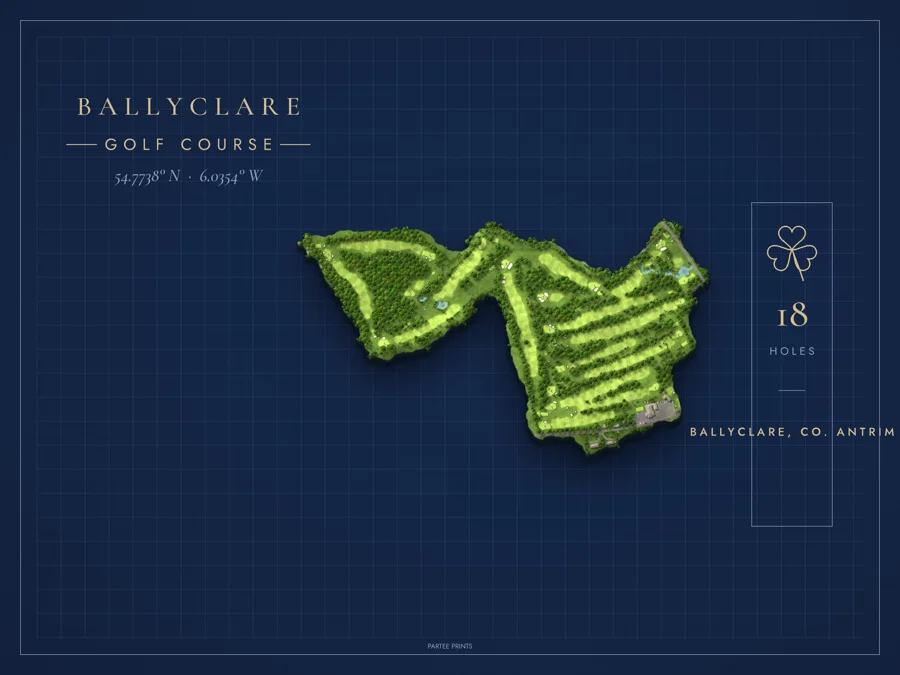 BALLYCLARE
GOLF COURSE
54.7738° N · 6.0354° W
18
HOLES
BALLYCLARE, CO. ANTRIM
PARTEE PRINTS